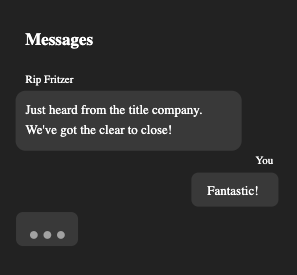 Messages
Rip Fritzer
Just heard from the title company.
We've got the clear to close!
You
Fantastic!